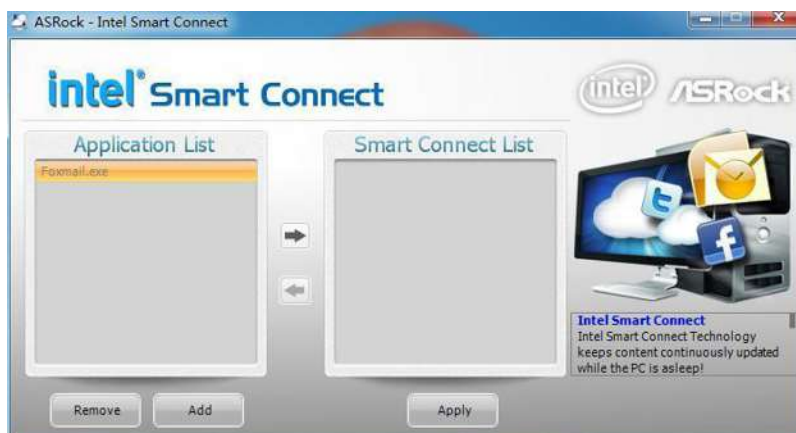 ASRock - Intel Smart Connect
intel® Smart Connect
intel ASRock
Application List
Smart Connect List
Foxmail.exe
Intel Smart Connect
Intel Smart Connect Technology
keeps content continuously updated
while the PC is asleep!
Remove
Add
Apply